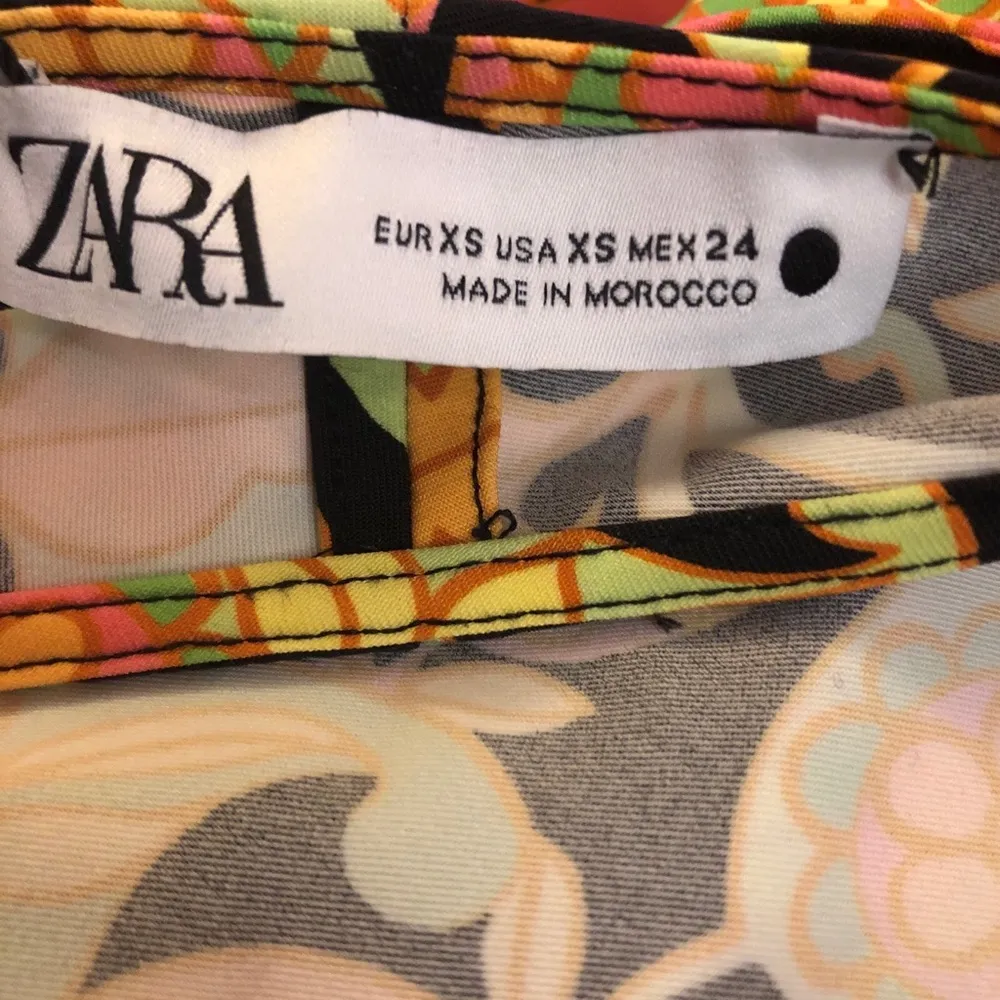 ZARA
EUR XS USA XS MEX 24
MADE IN MOROCCO